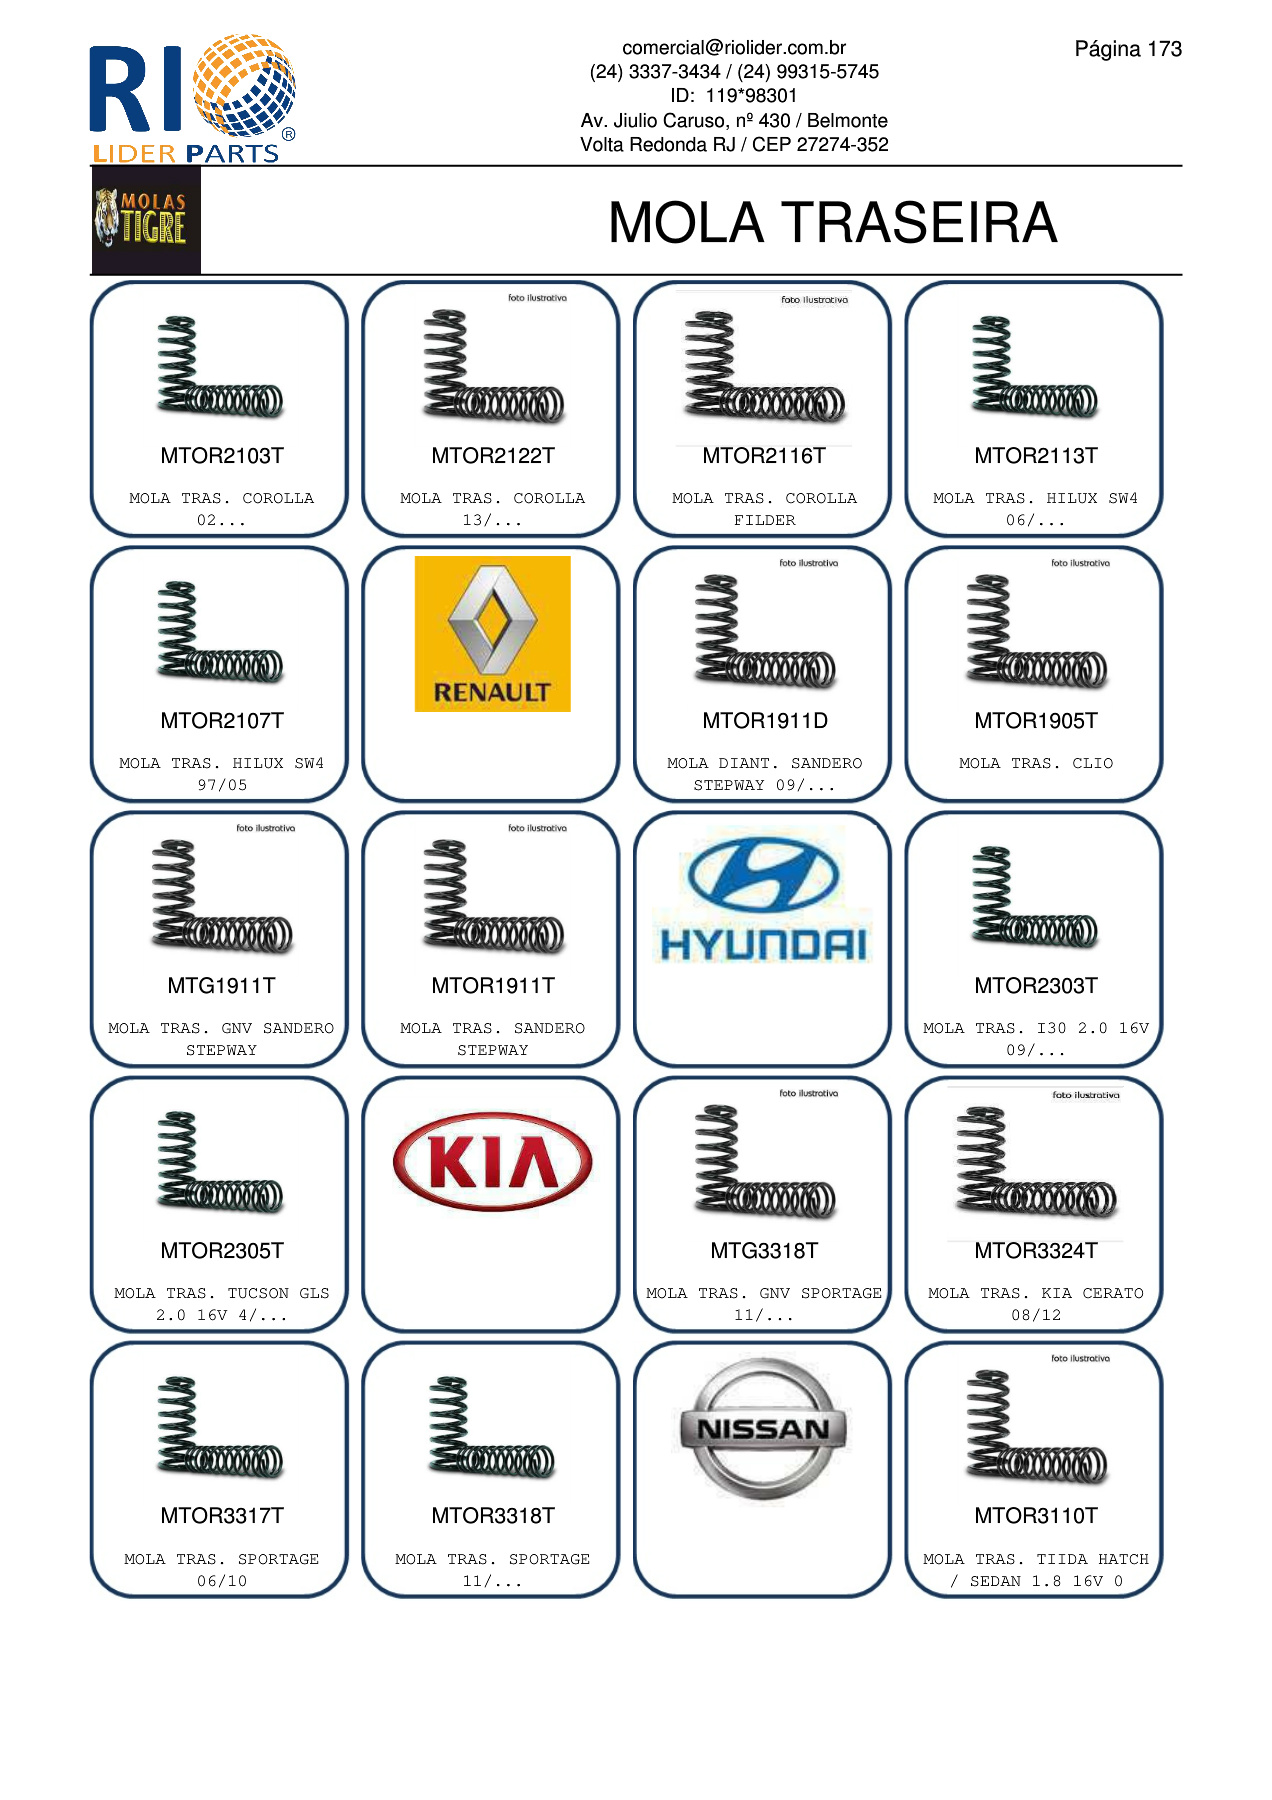 RIO
LIDER PARTS
®
comercial@riolider.com.br
(24) 3337-3434 / (24) 99315-5745
ID:  119*98301
Av. Jiulio Caruso, nº 430 / Belmonte
Volta Redonda RJ / CEP 27274-352
Página 173
MOLAS
TIGRE
MOLA TRASEIRA
MTOR2103T
MOLA TRAS. COROLLA
02...
foto ilustrativa
MTOR2122T
MOLA TRAS. COROLLA
13/...
foto ilustrativa
MTOR2116T
MOLA TRAS. COROLLA
FILDER
MTOR2113T
MOLA TRAS. HILUX SW4
06/...
MTOR2107T
MOLA TRAS. HILUX SW4
97/05
RENAULT
foto ilustrativa
MTOR1911D
MOLA DIANT. SANDERO
STEPWAY 09/...
foto ilustrativa
MTOR1905T
MOLA TRAS. CLIO
foto ilustrativa
MTG1911T
MOLA TRAS. GNV SANDERO
STEPWAY
foto ilustrativa
MTOR1911T
MOLA TRAS. SANDERO
STEPWAY
HYUNDAI
MTOR2303T
MOLA TRAS. I30 2.0 16V
09/...
MTOR2305T
MOLA TRAS. TUCSON GLS
2.0 16V 4/...
KIA
foto ilustrativa
MTG3318T
MOLA TRAS. GNV SPORTAGE
11/...
foto ilustrativa
MTOR3324T
MOLA TRAS. KIA CERATO
08/12
MTOR3317T
MOLA TRAS. SPORTAGE
06/10
MTOR3318T
MOLA TRAS. SPORTAGE
11/...
NISSAN
foto ilustrativa
MTOR3110T
MOLA TRAS. TIIDA HATCH
/ SEDAN 1.8 16V 0